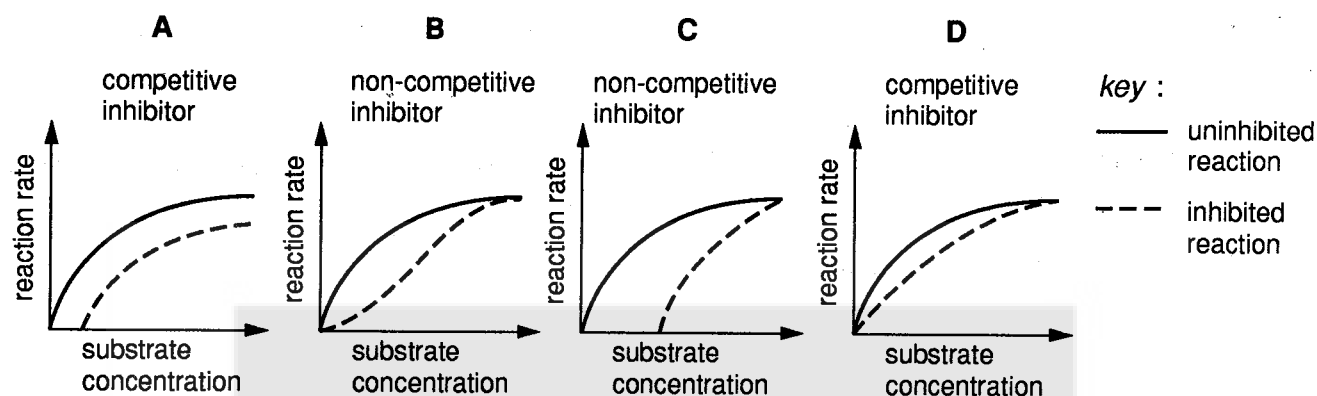 A
competitive
inhibitor
reaction rate
substrate
concentration
B
non-competitive
inhibitor
reaction rate
substrate
concentration
C
non-competitive
inhibitor
reaction rate
substrate
concentration
D
competitive
inhibitor
reaction rate
substrate
concentration
key :
uninhibited
reaction
inhibited
reaction